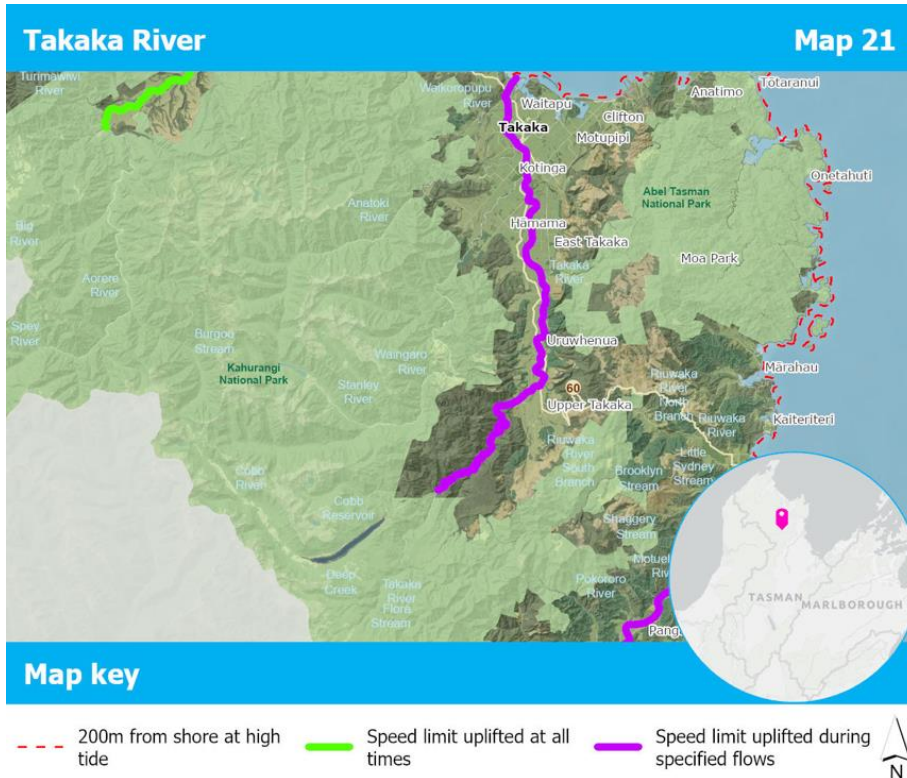 Takaka River
Map 21
Turimawiwi
River
Waikoropupu
River
Waitapu
Takaka
Clifton
Motupipi
Anatimo
Tōtaranui
Kotinga
Onetahuti
Abel Tasman
National Park
Anatoki
River
Big
River
Hamama
East Takaka
Takaka
River
Moa Park
Aorere
River
Spey
River
Burgoo
Stream
Waingaro
River
Uruwhenua
Kahurangi
National Park
Stanley
River
60
Mārahau
Riuwaka
River
North
Branch
Riuwaka
River
Upper Takaka
Kaiteriteri
Riuwaka
River
South
Branch
Brooklyn
Stream
Little
Sydney
Stream
Cobb
River
Cobb
Reservoir
Shaggery
Stream
Deep
Creek
Takaka
River
Flora
Stream
Pokororo
River
TASMAN
MARLBOROUGH
Map key
200m from shore at high
tide
Speed limit uplifted at all
times
Speed limit uplifted during
specified flows
N